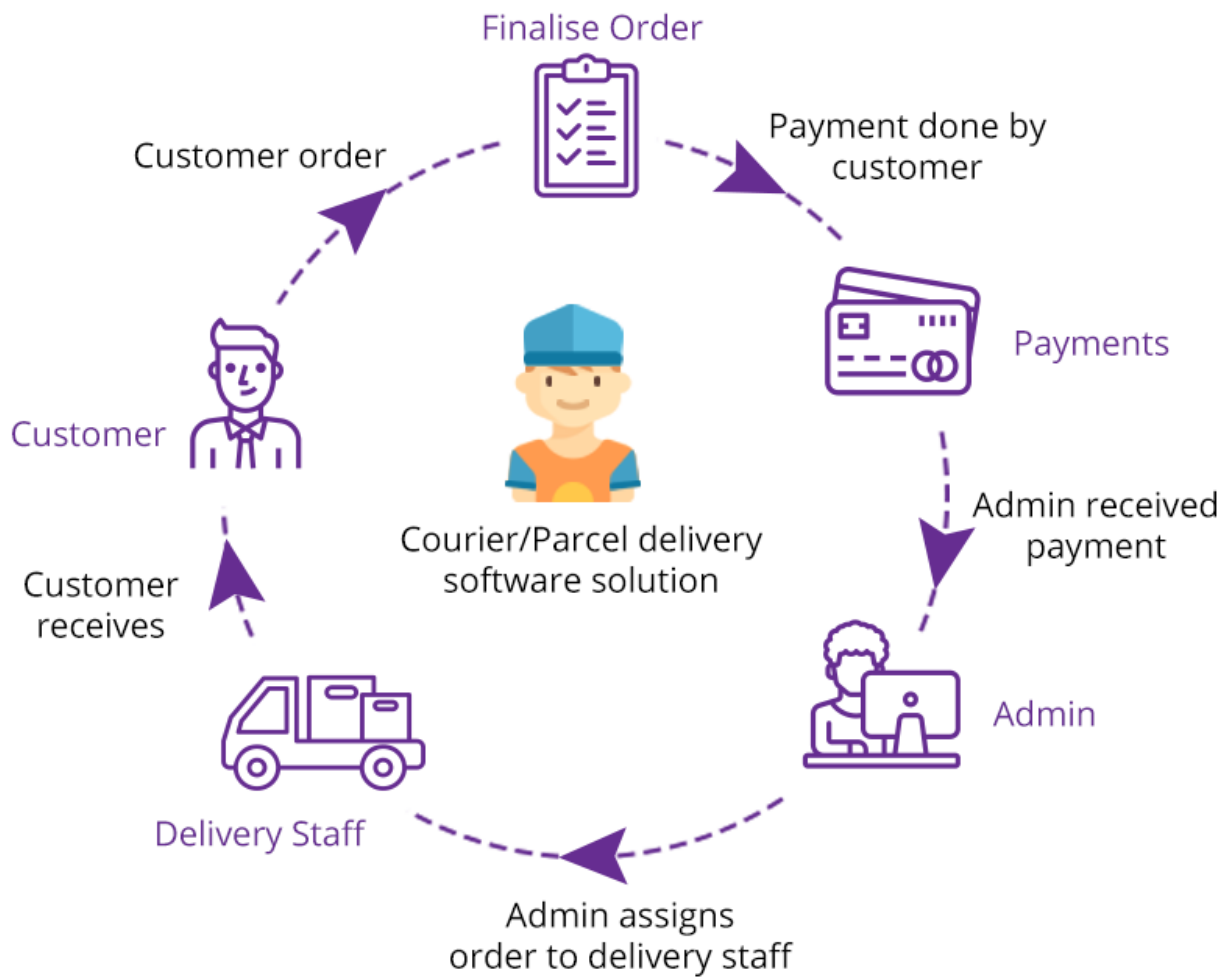 Finalise Order
Customer order
Payment done by
customer
Payments
Customer
Admin received
payment
Courier/Parcel delivery
software solution
Customer
receives
Admin
Delivery Staff
Admin assigns
order to delivery staff